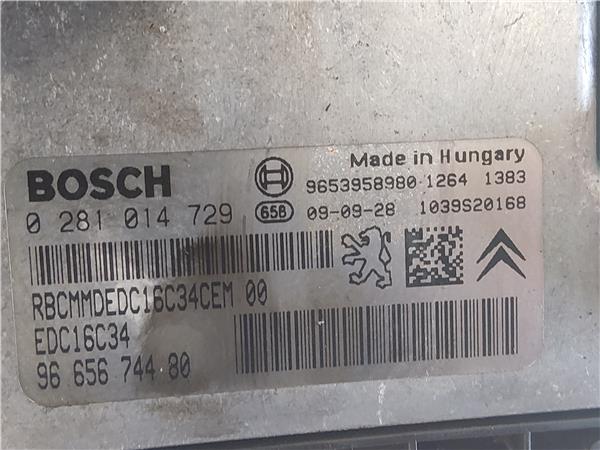 Made in Hungary
BOSCH
9653958980 1264 1383
0 281 014 729
656 09-09-28 1039S20168
RBCMMDEDC16C34CEM 00
EDC16C34
96 656 744 80